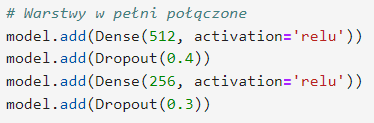 # Warstwy w pełni połączone
model.add(Dense(512, activation='relu'))
model.add(Dropout(0.4))
model.add(Dense(256, activation='relu'))
model.add(Dropout(0.3))